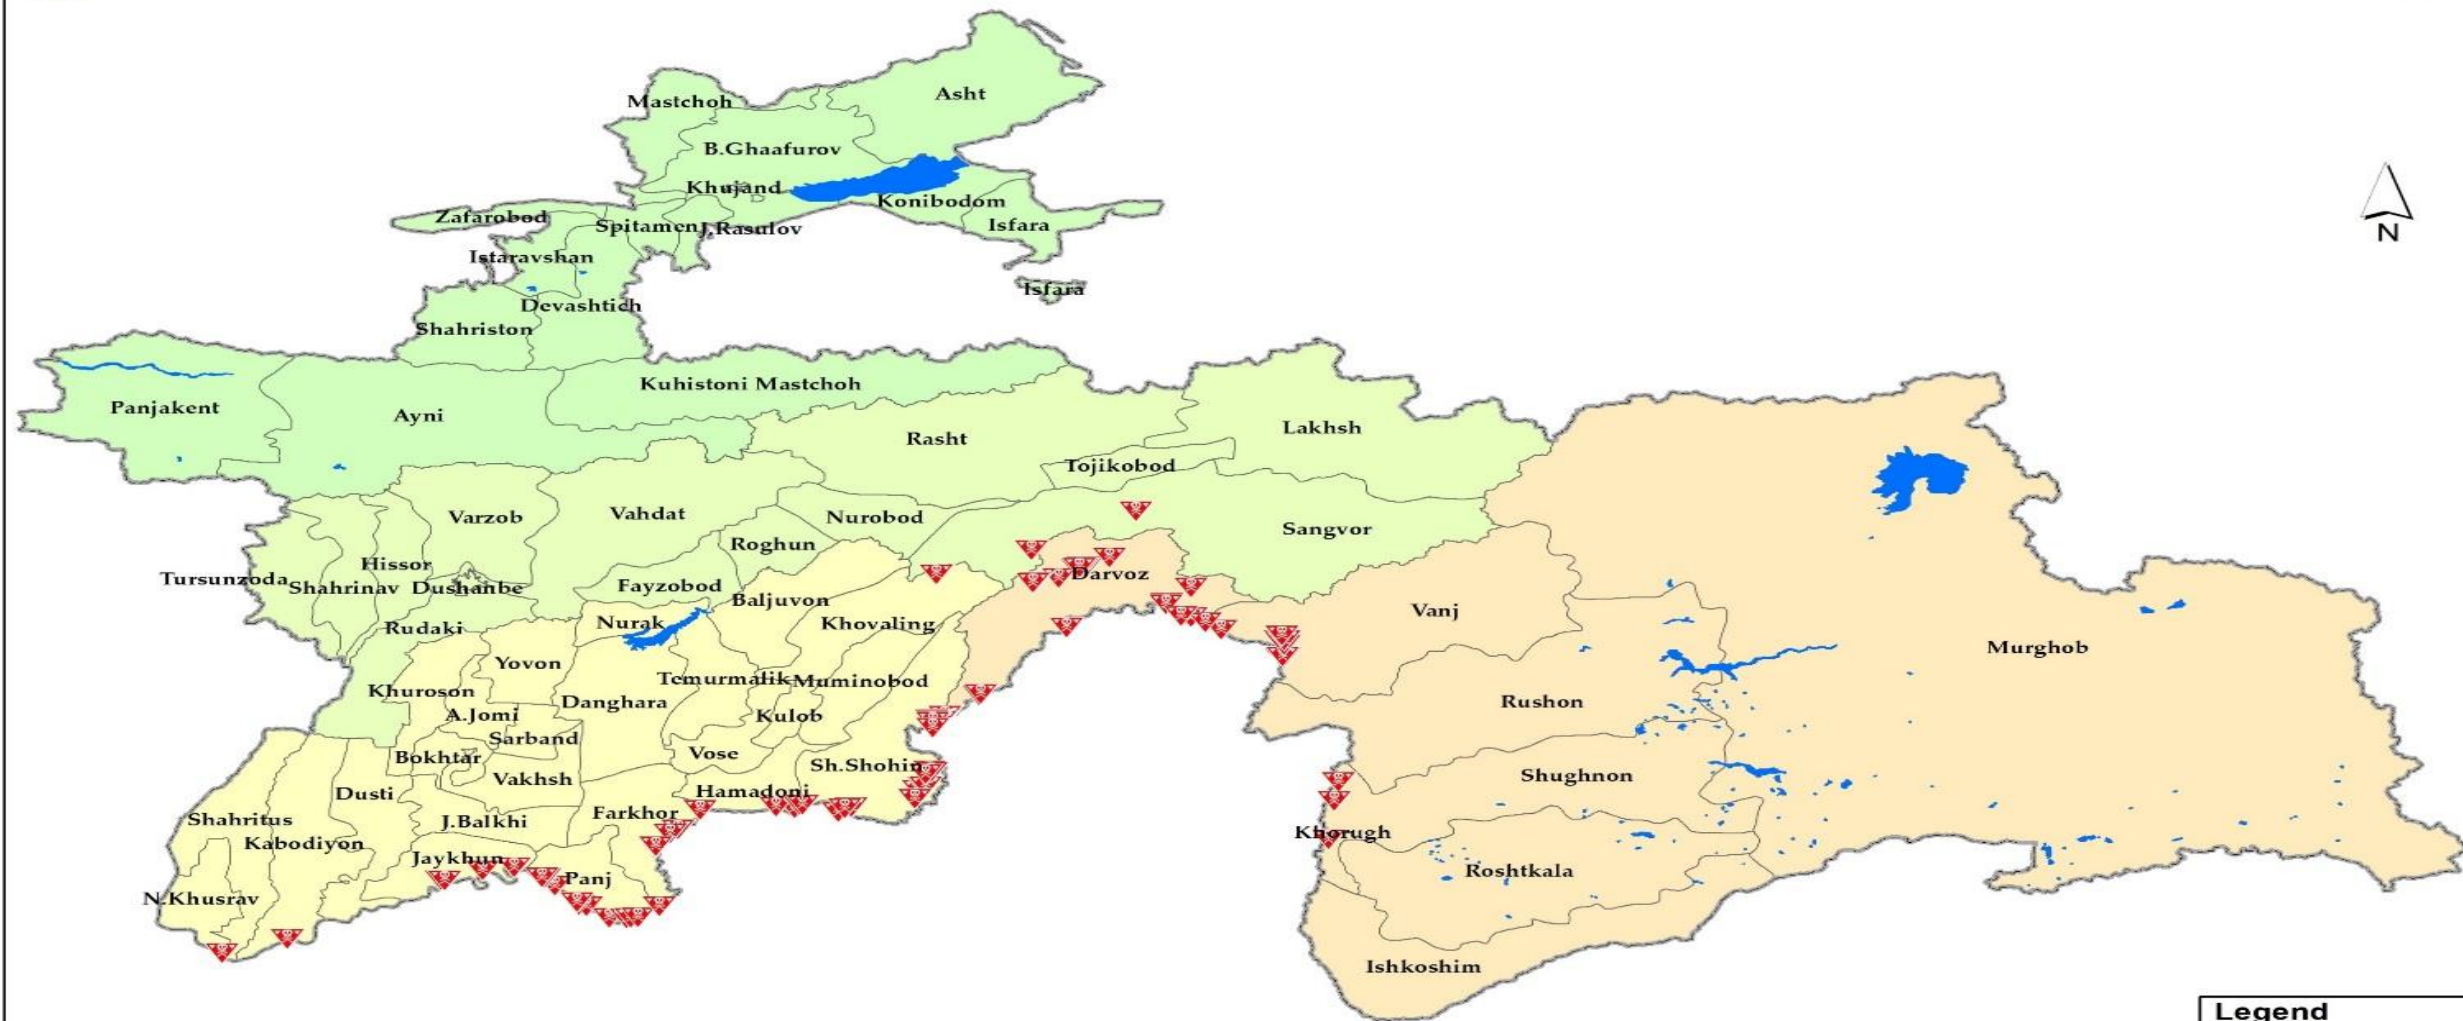 Asht
Mastchoh
B.Ghaafurov
Khujand
Konibodom
Zafarobod
Spitamen
J.Rasulov
Isfara
Istaravshan
Isfara
Devashtich
Shahriston
Kuhistoni Mastchoh
Panjakent
Ayni
Lakhsh
Rasht
Tojikobod
Varzob
Vahdat
Nurobod
Sangvor
Roghun
Hissor
Darvoz
Tursunzoda
Shahrinav
Dushanbe
Fayzobod
Baljuvon
Vanj
Rudaki
Nurak
Khovaling
Murghob
Yovon
Temurmalik
Muminobod
Khuroson
Danghara
Rushon
A.Jomi
Kulob
Sarband
Bokhtar
Vose
Sh.Shohin
Vakhsh
Shughnon
Dusti
Hamadoni
Farkhor
Shahritus
J.Balkhi
Khorugh
Kabodiyon
Jaykhun
Roshtkala
Panj
N.Khusrav
Ishkoshim
N
Legend